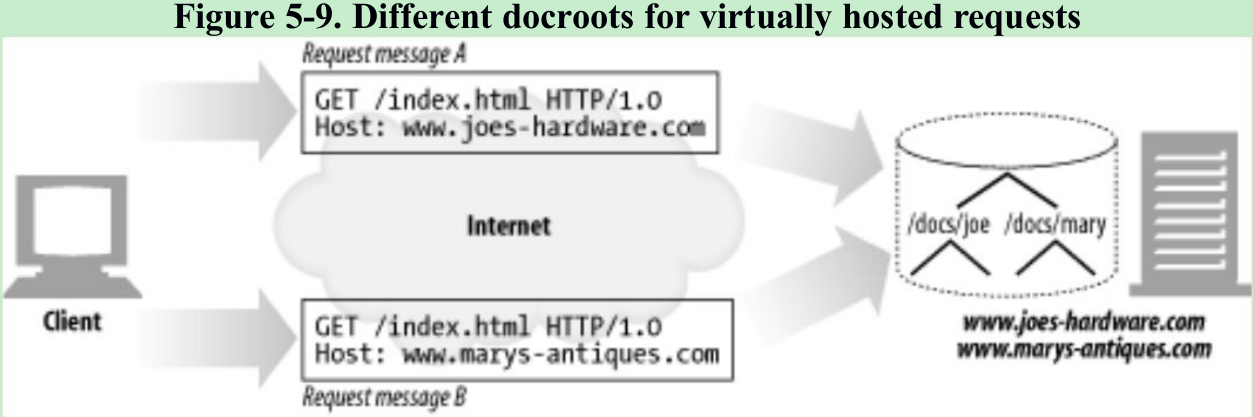 Figure 5-9. Different docroots for virtually hosted requests
Request message A
GET /index.html HTTP/1.0
Host: www.joes-hardware.com
Internet
/docs/joe /docs/mary
Client
GET /index.html HTTP/1.0
Host: www.marys-antiques.com
Request message B
www.joes-hardware.com
www.marys-antiques.com